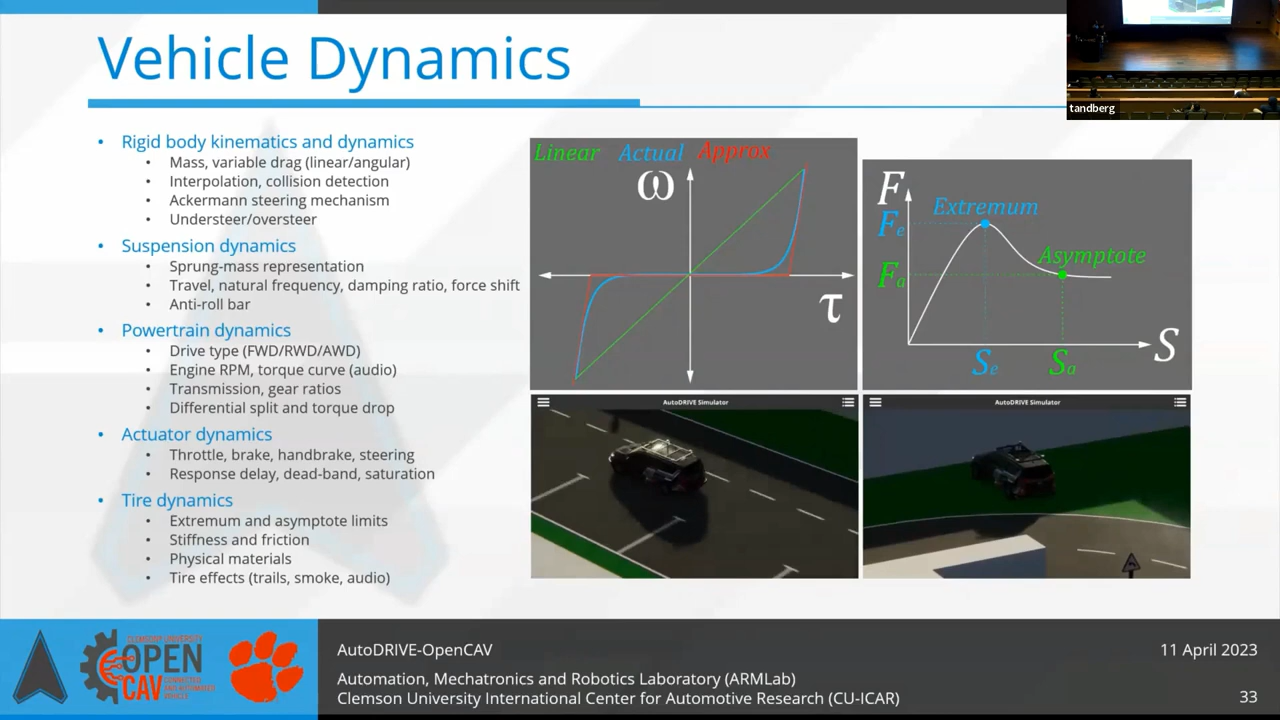 Vehicle Dynamics
tandberg
• Rigid body kinematics and dynamics
• Mass, variable drag (linear/angular)
• Interpolation, collision detection
• Ackermann steering mechanism
• Understeer/oversteer
• Suspension dynamics
• Sprung-mass representation
• Travel, natural frequency, damping ratio, force shift
• Anti-roll bar
• Powertrain dynamics
• Drive type (FWD/RWD/AWD)
• Engine RPM, torque curve (audio)
• Transmission, gear ratios
• Differential split and torque drop
• Actuator dynamics
• Throttle, brake, handbrake, steering
• Response delay, dead-band, saturation
• Tire dynamics
• Extremum and asymptote limits
• Stiffness and friction
• Physical materials
• Tire effects (trails, smoke, audio)
Linear Actual Approx
ω
τ
F
Fe
Extremum
Fa
Asymptote
S
Se
Sa
AutoDRIVE Simulator
AutoDRIVE Simulator
CLEMSON UNIVERSITY
OPEN
CAV
CONNECTED
AND AUTOMATED
VEHICLE
AutoDRIVE-OpenCAV
11 April 2023
Automation, Mechatronics and Robotics Laboratory (ARMLab)
Clemson University International Center for Automotive Research (CU-ICAR)
33